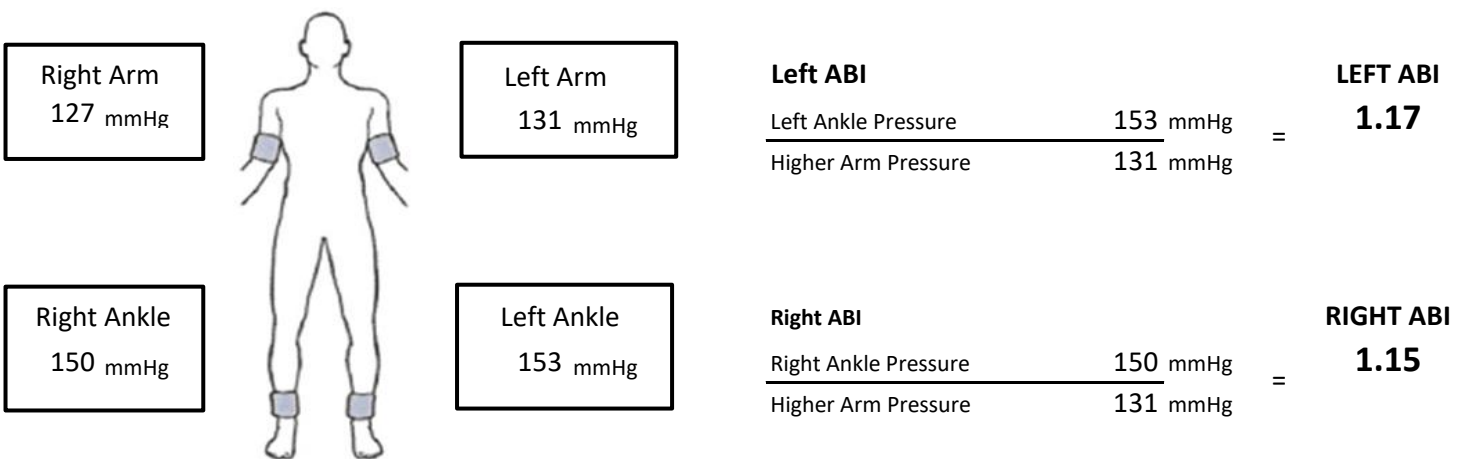 Right Arm
127 mmHg
Left Arm
131 mmHg
Right Ankle
150 mmHg
Left Ankle
153 mmHg
Left ABI
Left Ankle Pressure 153 mmHg
=
Higher Arm Pressure 131 mmHg
LEFT ABI
1.17
Right ABI
Right Ankle Pressure 150 mmHg
=
Higher Arm Pressure 131 mmHg
RIGHT ABI
1.15